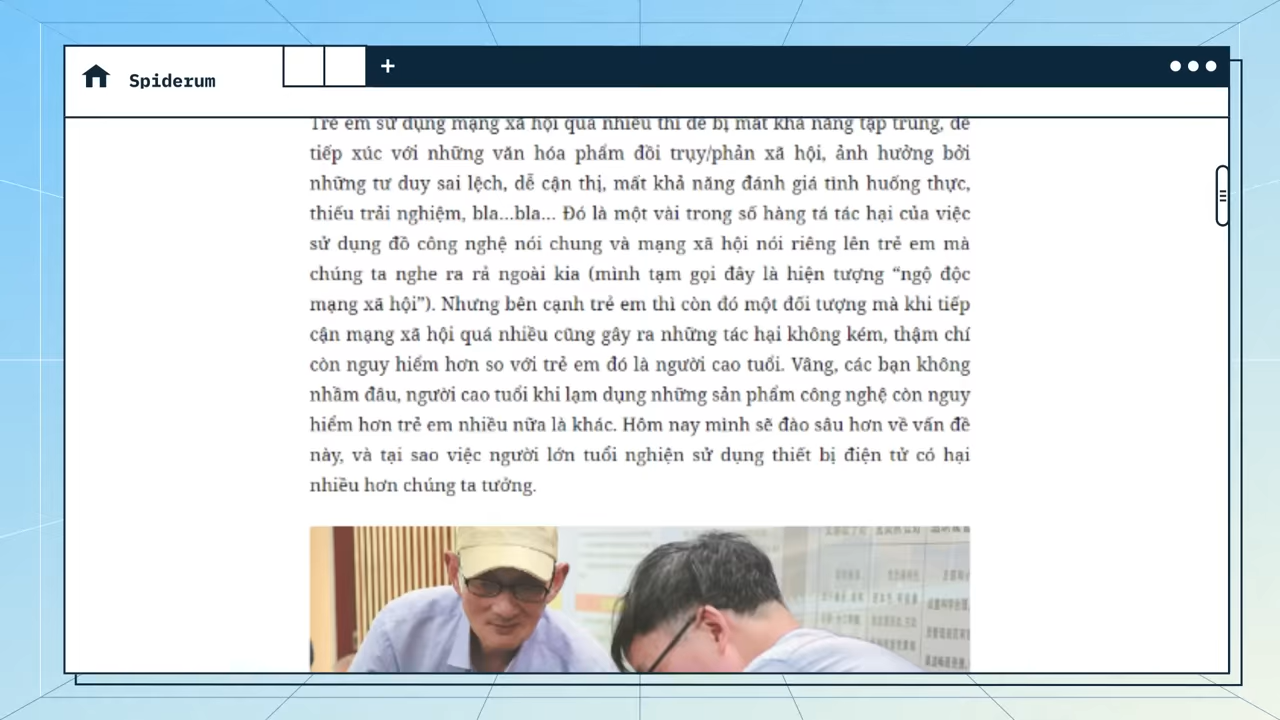 Spiderum
Trẻ em sử dụng mạng xã hội quá nhiều thì dễ bị mất khả năng tập trung, dễ
tiếp xúc với những văn hóa phẩm đồi trụy/phản xã hội, ảnh hưởng bởi
những tư duy sai lệch, dễ cận thị, mất khả năng đánh giá tình huống thực,
thiếu trải nghiệm, bla...bla... Đó là một vài trong số hàng tá tác hại của việc
sử dụng đồ công nghệ nói chung và mạng xã hội nói riêng lên trẻ em mà
chúng ta nghe ra rả ngoài kia (mình tạm gọi đây là hiện tượng “ngộ độc
mạng xã hội”). Nhưng bên cạnh trẻ em thì còn đó một đối tượng mà khi tiếp
cận mạng xã hội quá nhiều cũng gây ra những tác hại không kém, thậm chí
còn nguy hiểm hơn so với trẻ em đó là người cao tuổi. Vâng, các bạn không
nhầm đâu, người cao tuổi khi lạm dụng những sản phẩm công nghệ còn nguy
hiểm hơn trẻ em nhiều nữa là khác. Hôm nay mình sẽ đào sâu hơn về vấn đề
này, và tại sao việc người lớn tuổi nghiện sử dụng thiết bị điện tử có hại
nhiều hơn chúng ta tưởng.